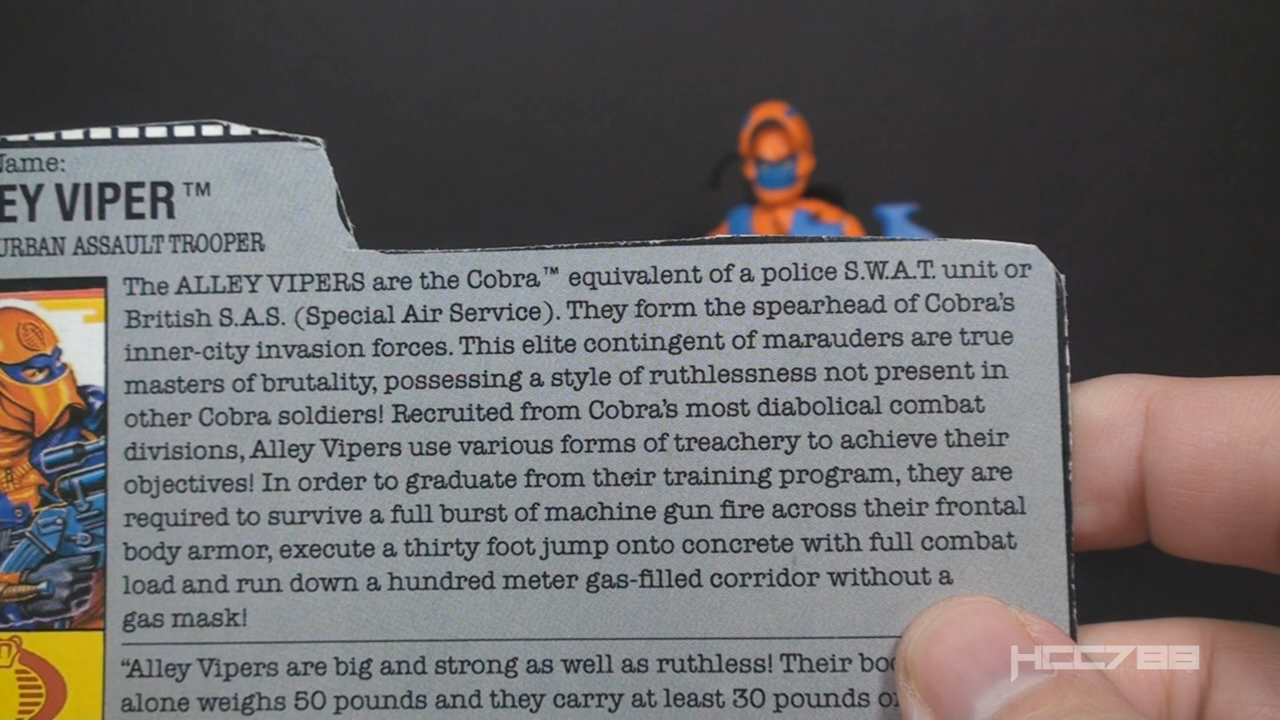 URBAN ASSAULT TROOPER
VIPER™
The ALLEY VIPERS are the Cobra™ equivalent of a police S.W.A.T. unit or
British S.A.S. (Special Air Service). They form the spearhead of Cobra's
inner-city invasion forces. This elite contingent of marauders are true
masters of brutality, possessing a style of ruthlessness not present in
other Cobra soldiers! Recruited from Cobra's most diabolical combat
divisions, Alley Vipers use various forms of treachery to achieve their
objectives! In order to graduate from their training program, they are
required to survive a full burst of machine gun fire across their frontal
body armor, execute a thirty foot jump onto concrete with full combat
load and run down a hundred meter gas-filled corridor without a
gas mask!
"Alley Vipers are big and strong as well as ruthless! Their
alone weighs 50 pounds and they carry at least 30 pounds
HCC788